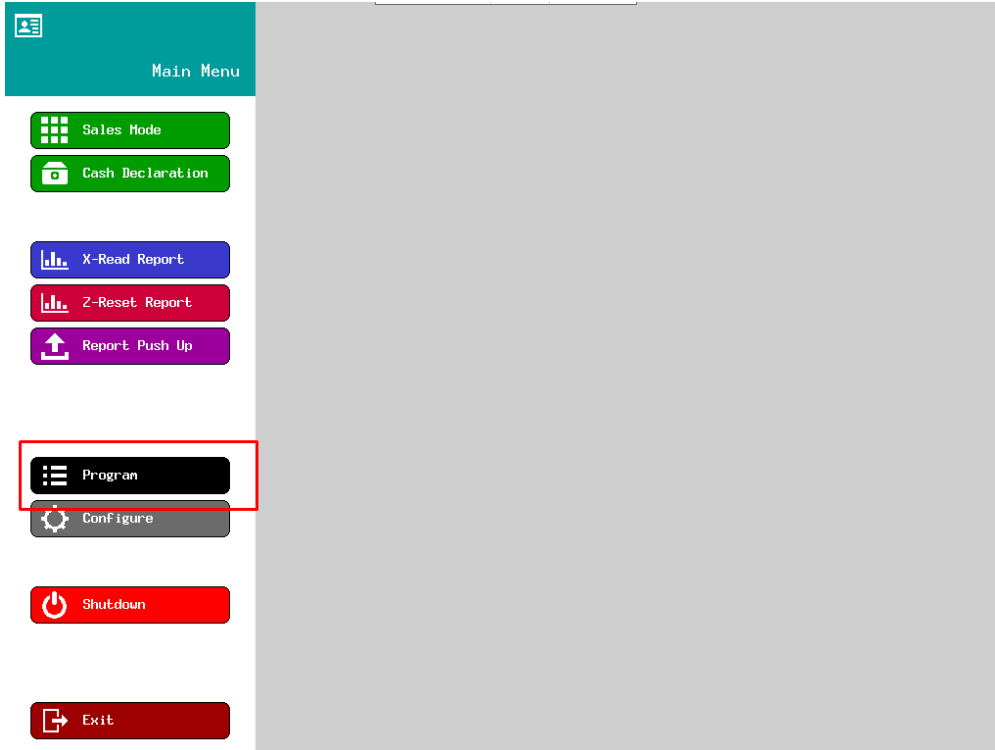 Main Menu
Sales Mode
Cash Declaration
X-Read Report
Z-Reset Report
Report Push Up
Program
Configure
Shutdown
Exit